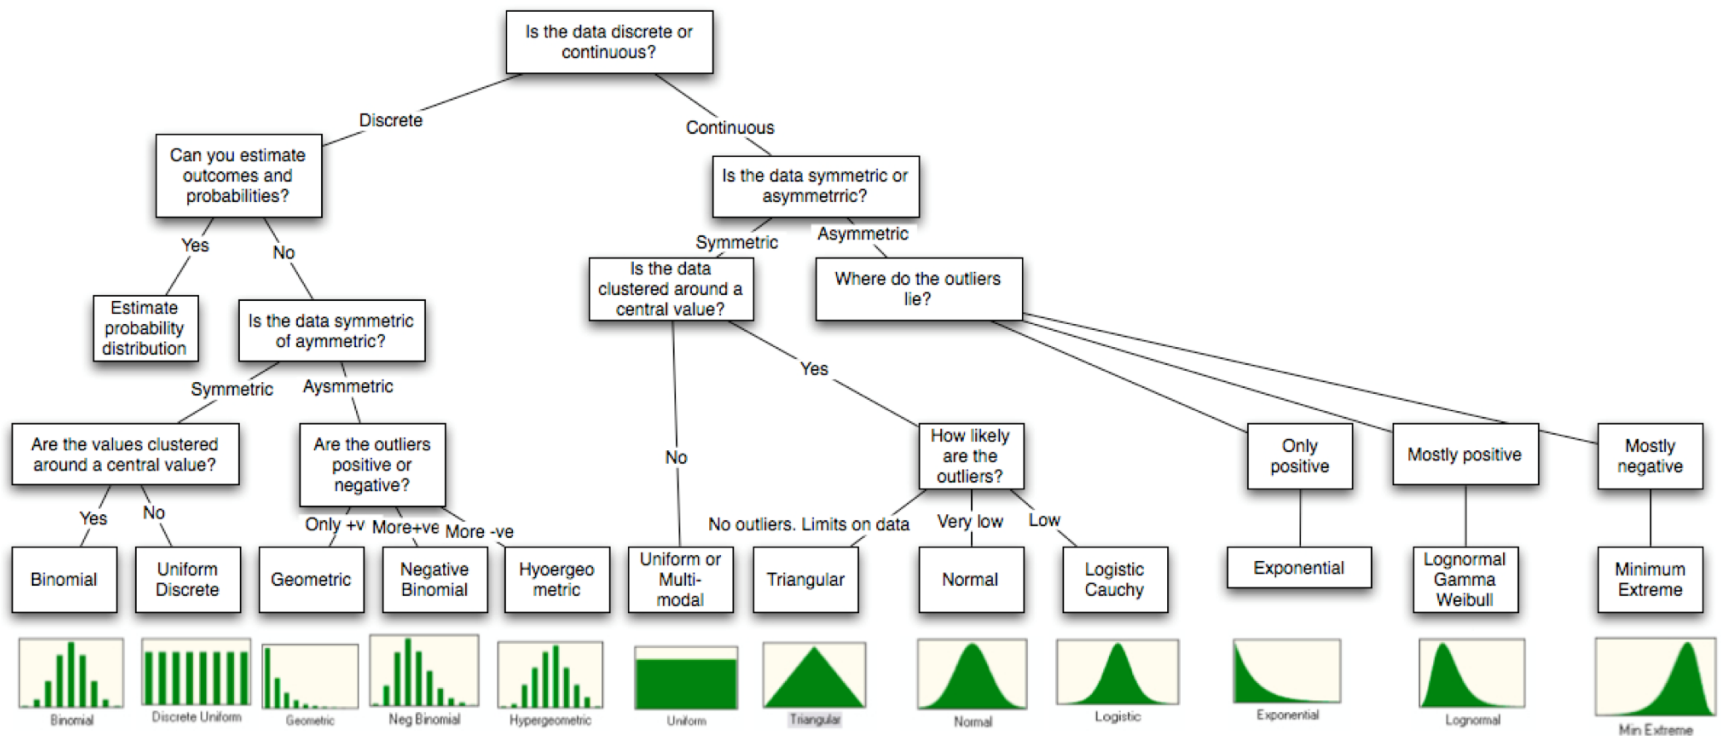 Is the data discrete or
continuous?
Discrete
Continuous
Can you estimate
outcomes and
probabilities?
Is the data symmetric or
asymmetrric?
Yes
No
Symmetric
Asymmetric
Estimate
probability
distribution
Is the data symmetric
of aymmetric?
Is the data
clustered around a
central value?
Where do the outliers
lie?
Symmetric
Aysmmetric
No
Yes
Are the values clustered
around a central value?
Are the outliers
positive or
negative?
How likely
are the
outliers?
Only
positive
Mostly positive
Mostly
negative
Yes
No
Only +v
More+ve
More -ve
No outliers. Limits on data
Very low
Low
Binomial
Uniform
Discrete
Geometric
Negative
Binomial
Hyoergeo
metric
Uniform or
Multi-
modal
Triangular
Normal
Logistic
Cauchy
Exponential
Lognormal
Gamma
Weibull
Minimum
Extreme
Binomial
Discrete Uniform
Geometric
Neg Binomial
Hypergeometric
Uniform
Triangular
Normal
Logistic
Exponential
Lognormal
Min Extreme